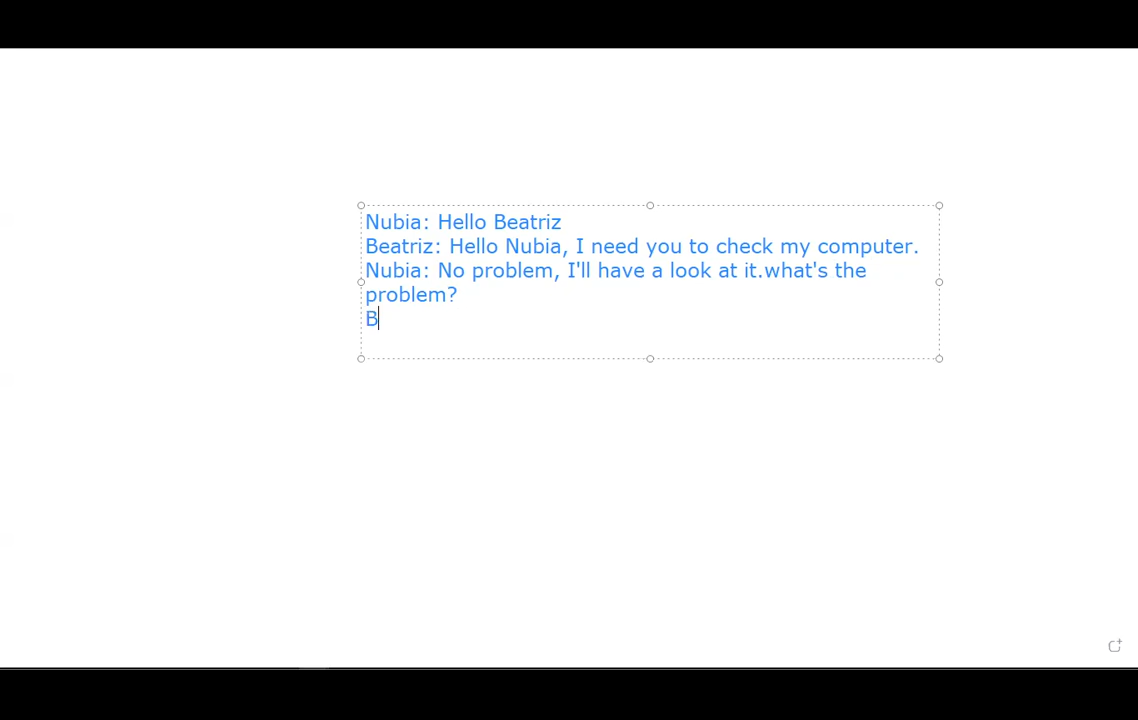 Nubia: Hello Beatriz
Beatriz: Hello Nubia, I need you to check my computer.
Nubia: No problem, I'll have a look at it.what's the
problem?
B